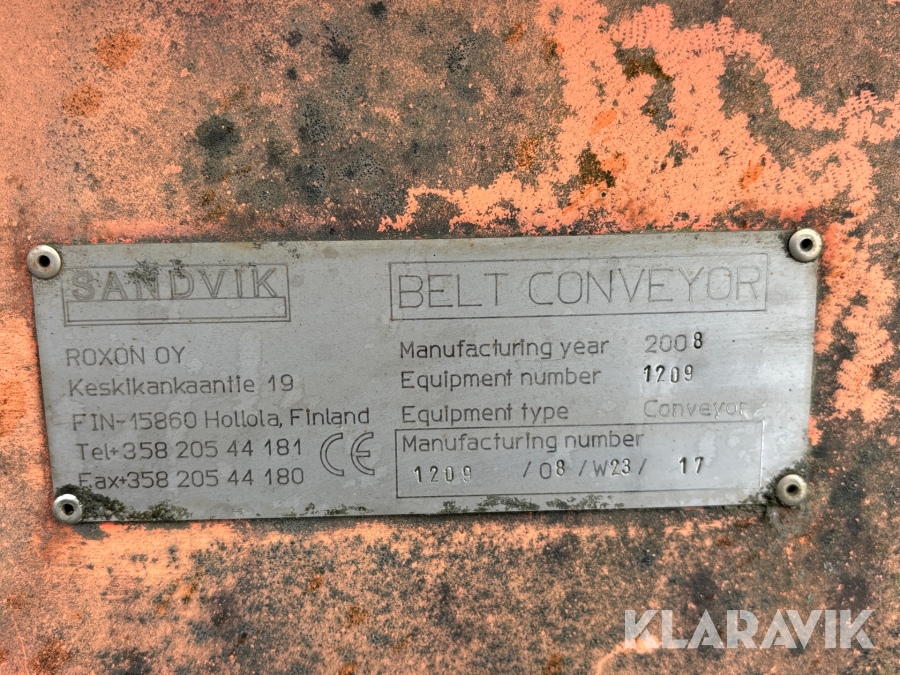 SANDVIK
ROXON OY
Keskikankaantie 19
FIN-15860 Hollola, Finland
Tel+358 205 44 181
Fax+358 205 44 180
CE
BELT CONVEYOR
Manufacturing year 2008
Equipment number 1209
Equipment type Conveyor
Manufacturing number
1209 /08/W23/ 17
KLARAVIK